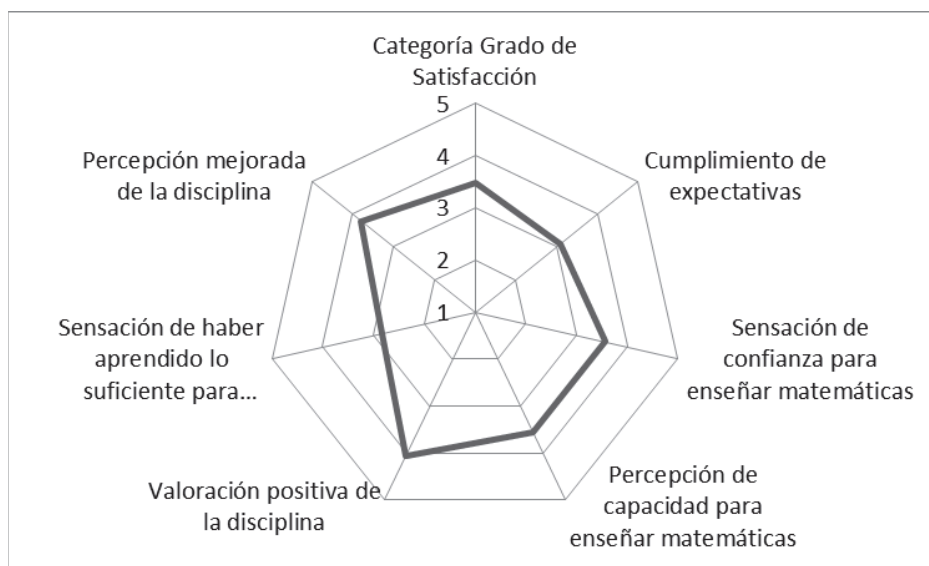 Categoría Grado de
Satisfacción
5
4
3
2
1
Cumplimiento de
expectativas
Sensación de
confianza para
enseñar matemáticas
Percepción de
capacidad para
enseñar matemáticas
Valoración positiva de
la disciplina
Sensación de haber
aprendido lo
suficiente para...
Percepción mejorada
de la disciplina